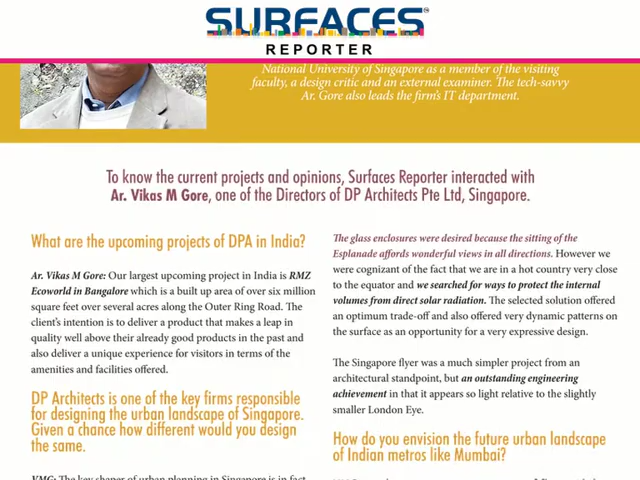 SURFACES
REPORTER
National University of Singapore as a member of the visiting
faculty, a design critic and an external examiner. The tech-savvy
Ar. Gore also leads the firm's IT department.
To know the current projects and opinions, Surfaces Reporter interacted with
Ar. Vikas M Gore, one of the Directors of DP Architects Pte Ltd, Singapore.
What are the upcoming projects of DPA in India?
Ar. Vikas M Gore: Our largest upcoming project in India is RMZ
Ecoworld in Bangalore which is a built up area of over six million
square feet over several acres along the Outer Ring Road. The
client's intention is to deliver a product that makes a leap in
quality well above their already good products in the past and
also deliver a unique experience for visitors in terms of the
amenities and facilities offered.
DP Architects is one of the key firms responsible
for designing the urban landscape of Singapore.
Given a chance how different would you design
the same.
VMG: The key shaper of urban planning in Singapore is in fact
The glass enclosures were desired because the sitting of the
Esplanade affords wonderful views in all directions. However we
were cognizant of the fact that we are in a hot country very close
to the equator and we searched for ways to protect the internal
volumes from direct solar radiation. The selected solution offered
an optimum trade-off and also offered very dynamic patterns on
the surface as an opportunity for a very expressive design.
The Singapore flyer was a much simpler project from an
architectural standpoint, but an outstanding engineering
achievement in that it appears so light relative to the slightly
smaller London Eye.
How do you envision the future urban landscape
of Indian metros like Mumbai?